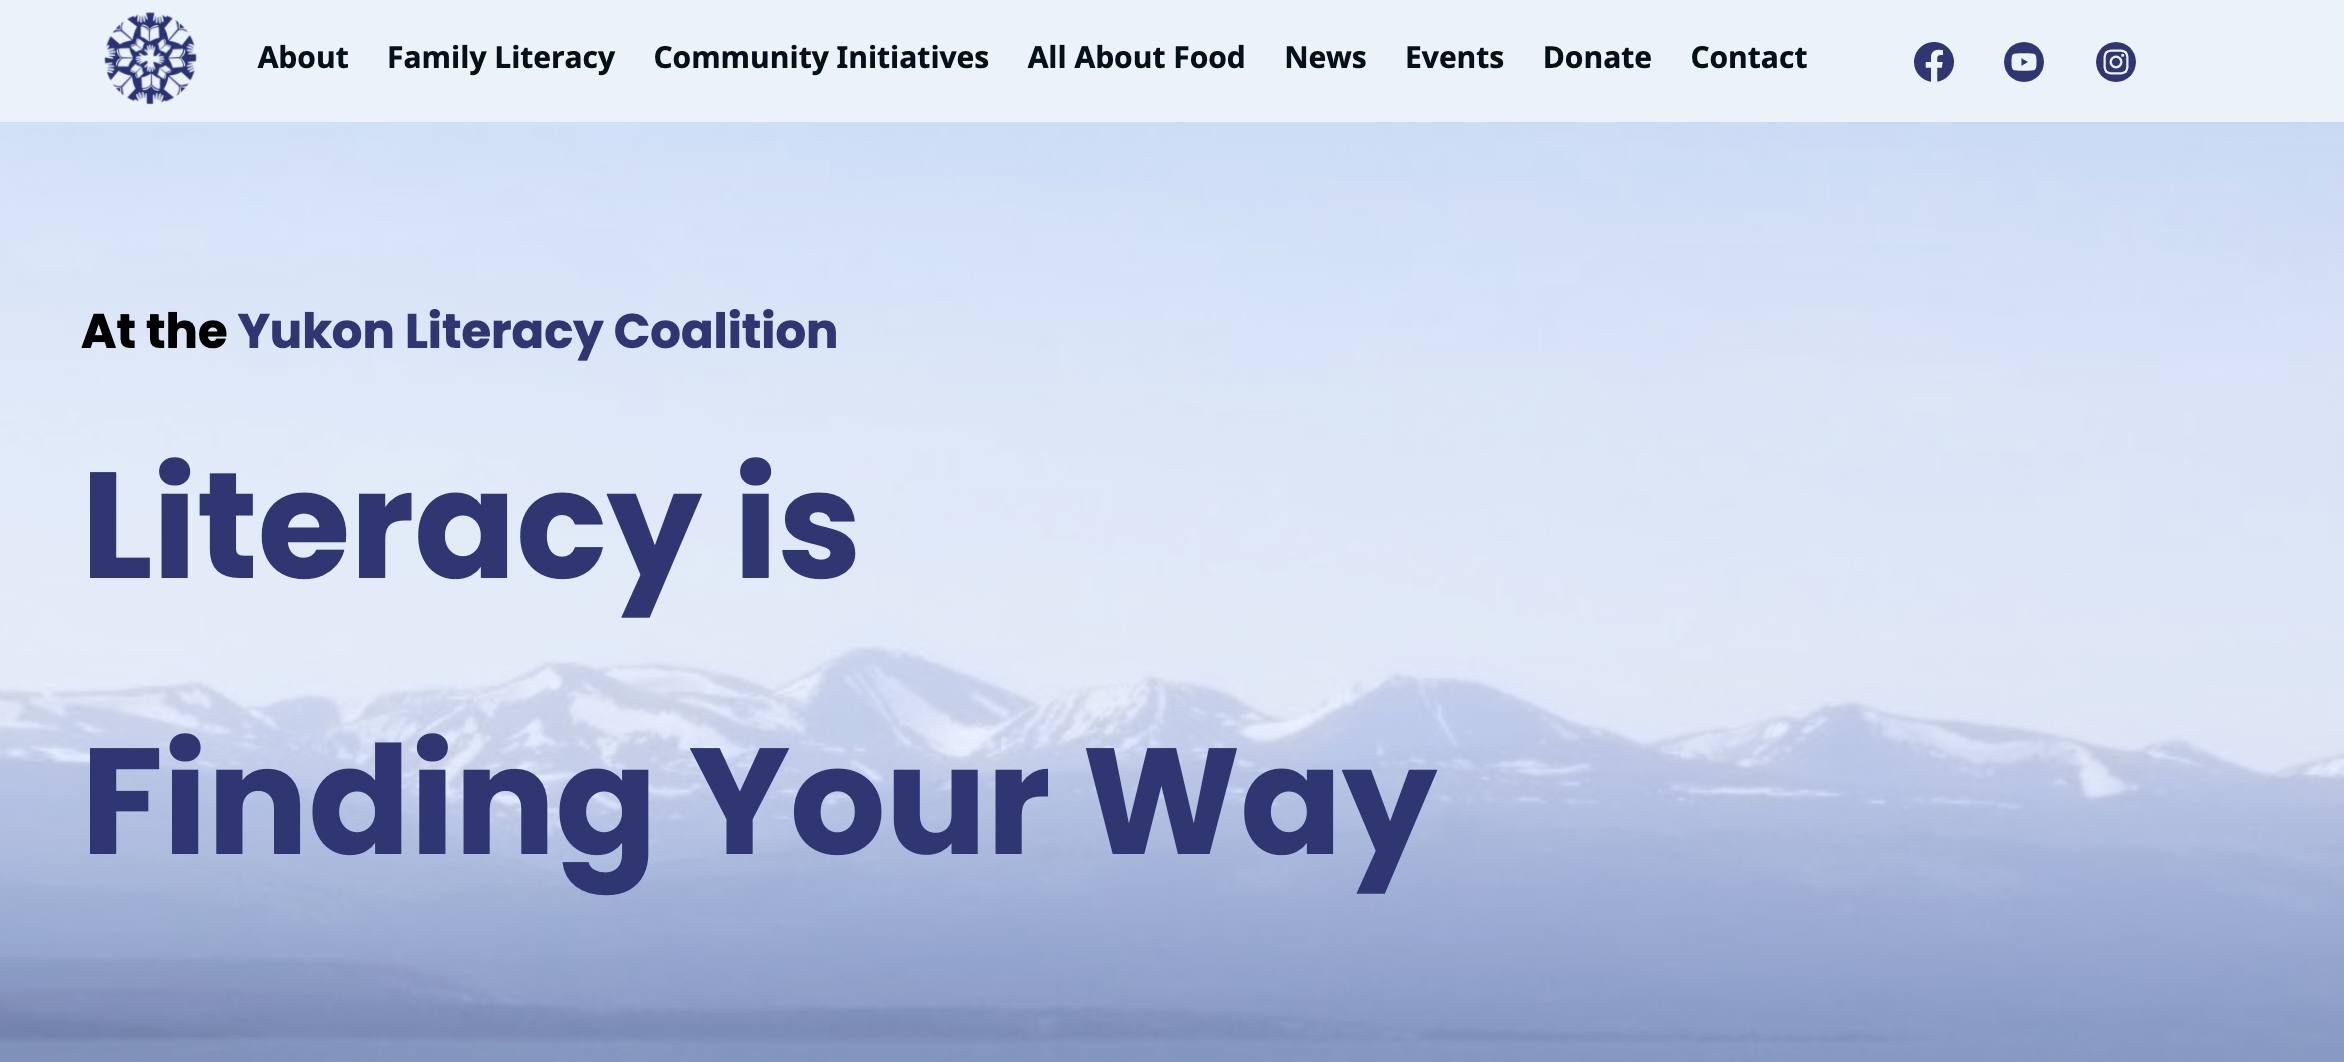 About Family Literacy Community Initiatives All About Food News Events Donate Contact
At the Yukon Literacy Coalition
Literacy is
Finding Your Way